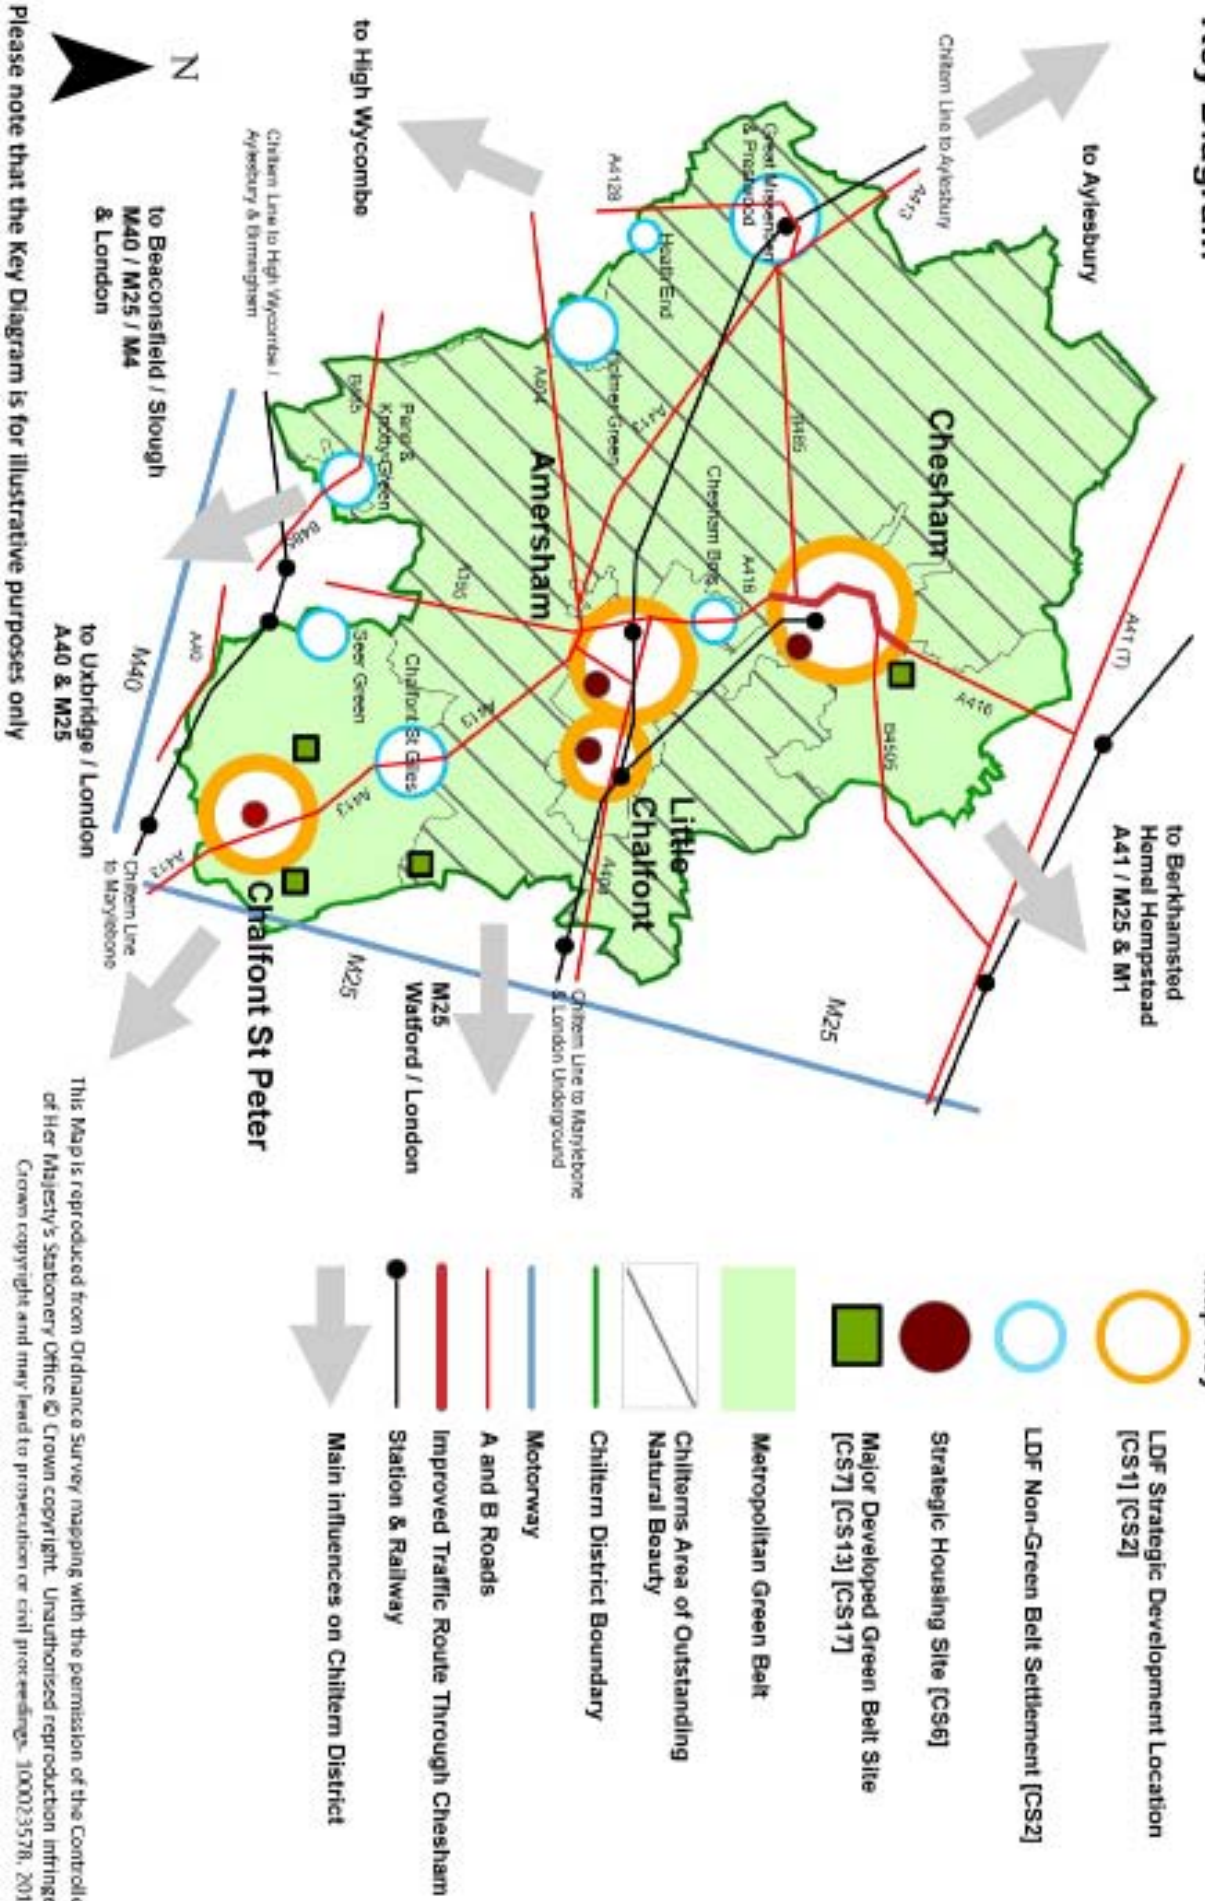 Key Diagram
to Aylesbury
Chiltern Line to Aylesbury
A413
Great Missenden
& Prestwood
A4128
Heath End
to High Wycombe
N
to Berkhamsted
Hemel Hempstead
A41 / M25 & M1
A41 (T)
A416
B4505
Chesham
B485
A413
Holmer Green
A404
Chesham Bois
A416
Amersham
Little
Chalfont
A404
Chiltern Line to Marylebone
& London Underground
M25
Penn &
Knotty Green
Seer Green
Chalfont St Giles
A413
A413
A413
Chiltern Line to High Wycombe /
Aylesbury & Birmingham
to Beaconsfield / Slough
M40 / M25 / M4
& London
A40
M40
to Uxbridge / London
A40 & M25
Chiltern Line
to Marylebone
Chalfont St Peter
M25
M25
Watford / London
LDF Strategic Development Location
[CS1] [CS2]
LDF Non-Green Belt Settlement [CS2]
Strategic Housing Site [CS6]
Major Developed Green Belt Site
[CS7] [CS13] [CS17]
Metropolitan Green Belt
Chilterns Area of Outstanding
Natural Beauty
Chiltern District Boundary
Motorway
A and B Roads
Improved Traffic Route Through Chesham
Station & Railway
Main influences on Chiltern District
Please note that the Key Diagram is for illustrative purposes only
This Map is reproduced from Ordnance Survey mapping with the permission of the Controlle
of Her Majesty's Stationery Office © Crown copyright. Unauthorised reproduction infringe
Crown copyright and may lead to prosecution or civil proceedings. 100023578. 201